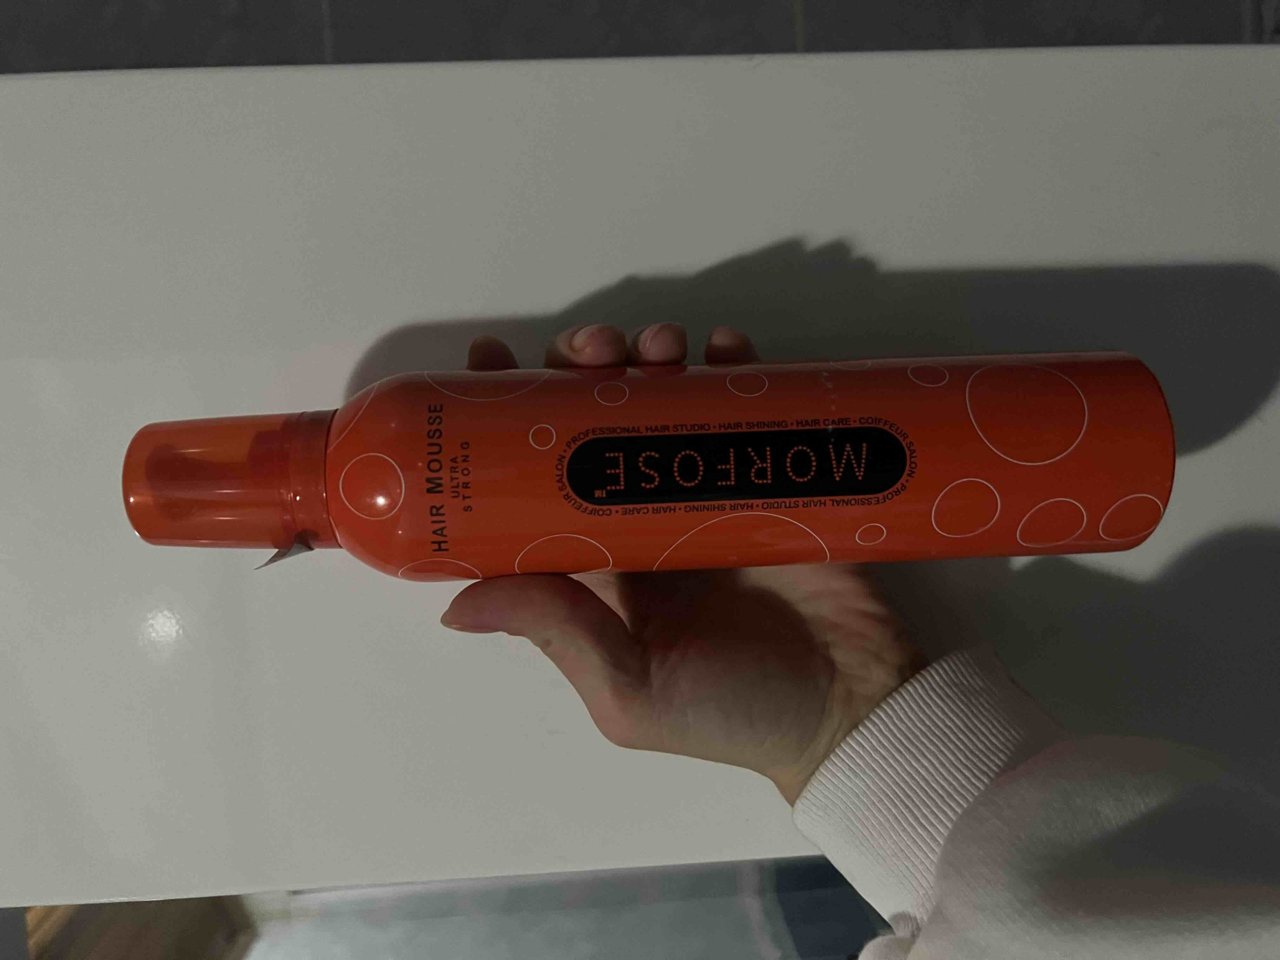 HAIR MOUSSE
ULTRA
STRONG
PROFESSIONAL HAIR STUDIO • HAIR SHINING • HAIR CARE • COIFFEUR SALON •
MORFOSE™
PROFESSIONAL HAIR STUDIO • HAIR SHINING • HAIR CARE • COIFFEUR SALON •